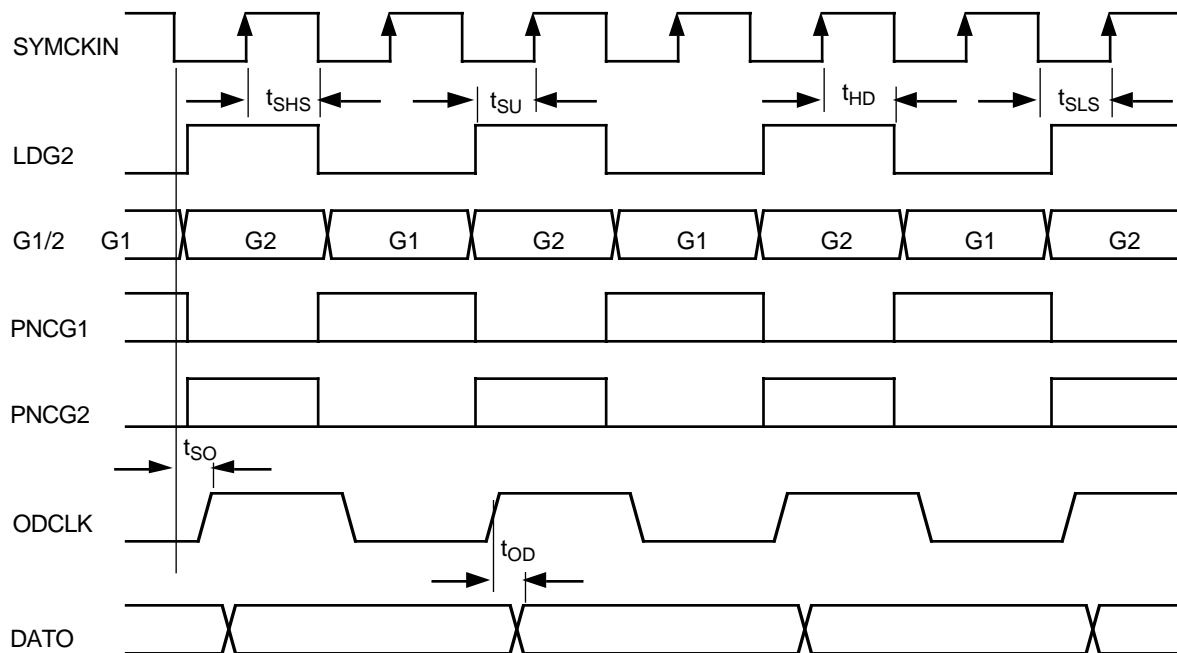 SYMCKIN
tSHS tSU tHD tSLS
LDG2
G1/2 G1 G2 G1 G2 G1 G2 G1 G2
PNCG1
PNCG2
tSO
ODCLK
tOD
DATO